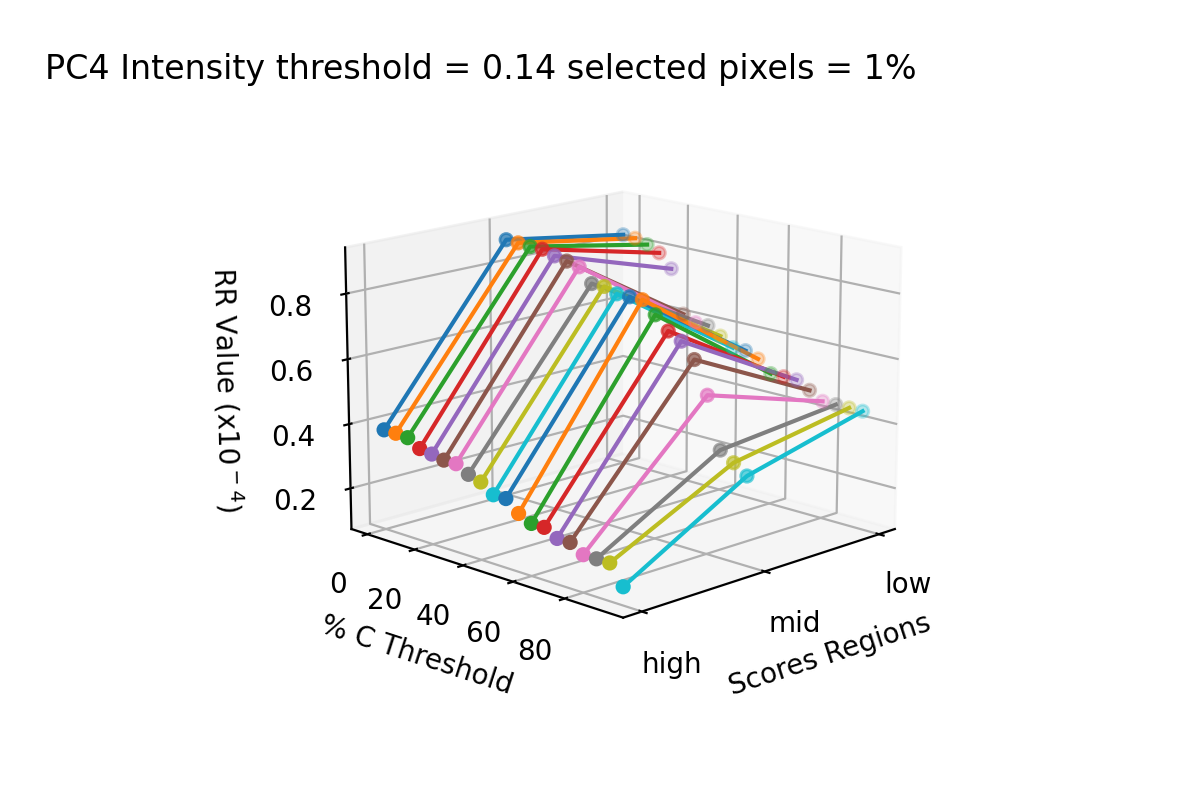 PC4 Intensity threshold = 0.14 selected pixels = 1%
RR Value (x10⁻⁴)
0.8
0.6
0.4
0.2
0
20
40
60
80
% C Threshold
high
mid
low
Scores Regions